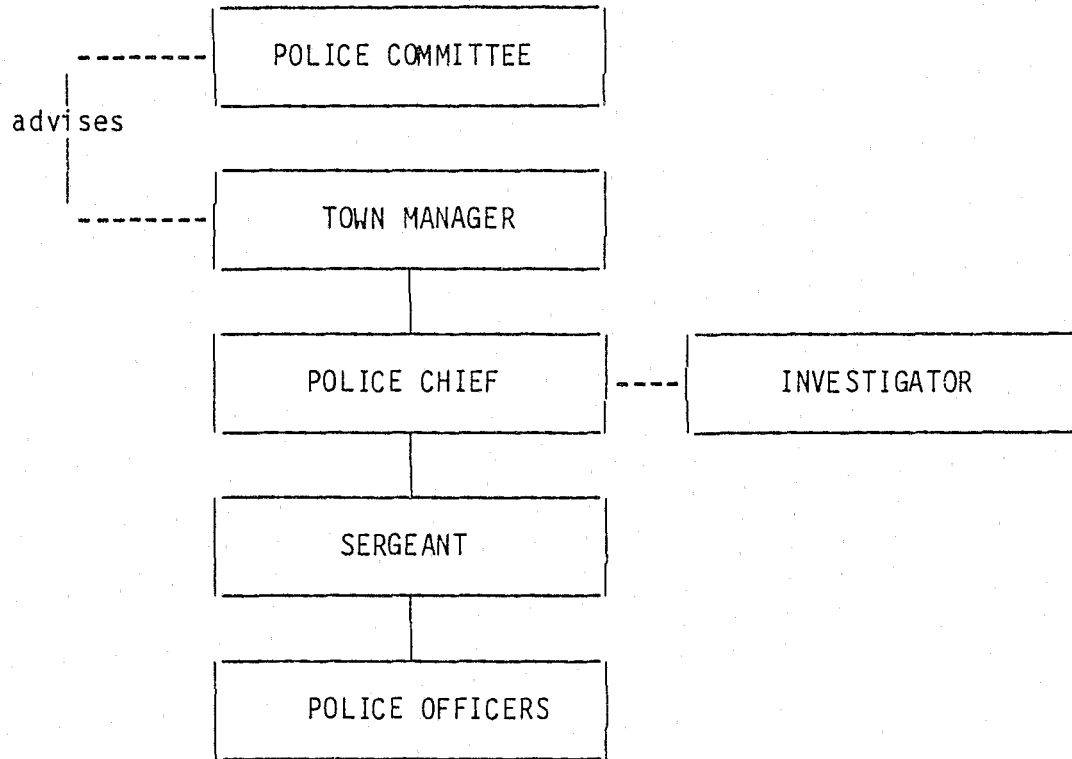 POLICE COMMITTEE
advises
TOWN MANAGER
POLICE CHIEF
INVESTIGATOR
SERGEANT
POLICE OFFICERS